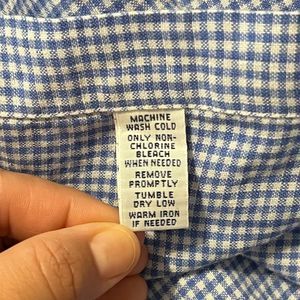 MACHINE
WASH COLD
ONLY NON-
CHLORINE
BLEACH
WHEN NEEDED
REMOVE
PROMPTLY
TUMBLE
DRY LOW
WARM IRON
IF NEEDED